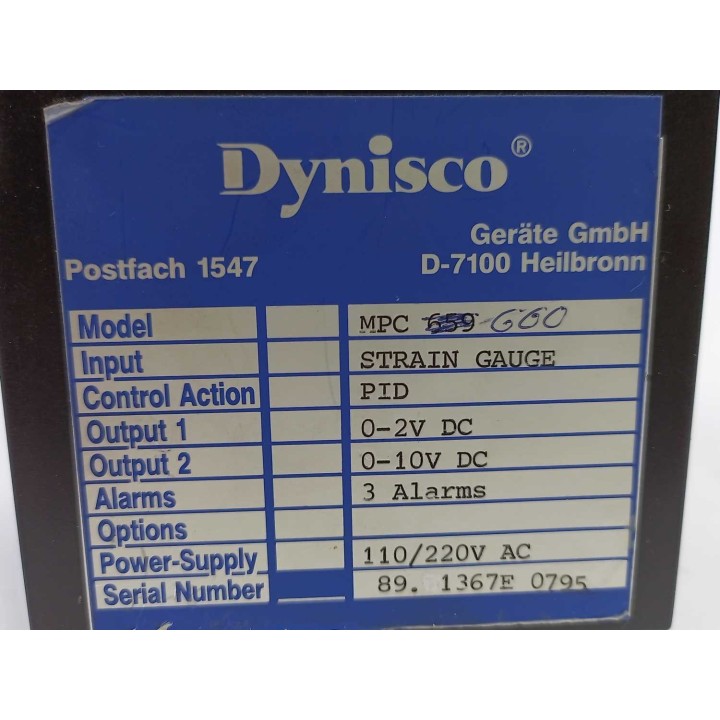 Dynisco®
Geräte GmbH
Postfach 1547 D-7100 Heilbronn
Model MPC 659-660
Input STRAIN GAUGE
Control Action PID
Output 1 0-2V DC
Output 2 0-10V DC
Alarms 3 Alarms
Options
Power-Supply 110/220V AC
Serial Number 89. 1367E 0795